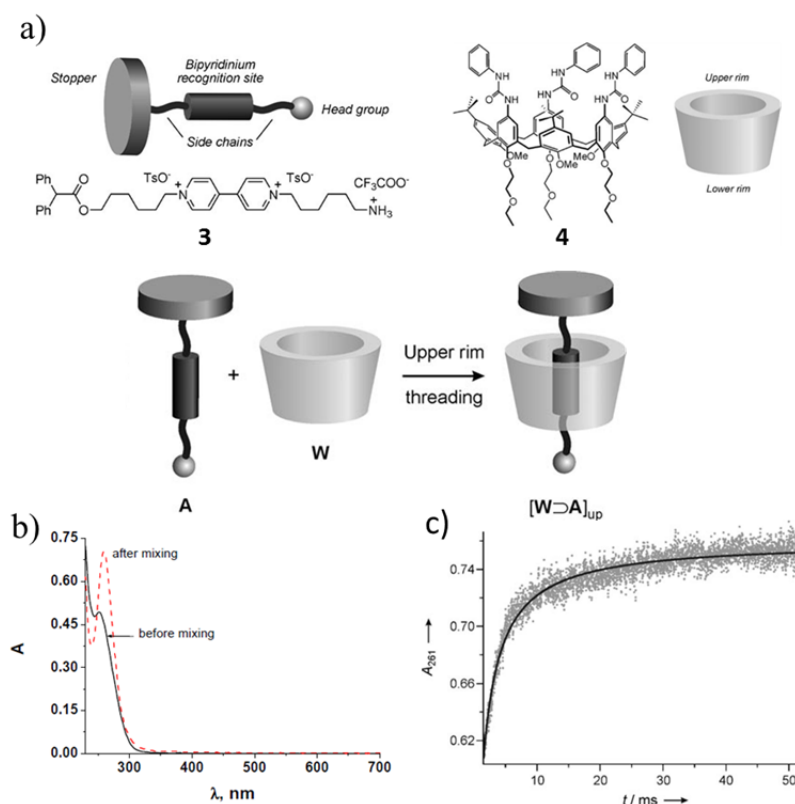 a)
Stopper
Bipyridinium
recognition site
Head group
Side chains
Ph
Ph
O
O
TsO⁻
N
+
TsO⁻
N
+
CF₃COO⁻
NH₃
+
3
NH
HN
O
NH
HN
O
HN
NH
O
OMe
OMe
MeO
O
O
O
O
O
O
4
Upper rim
Lower rim
A
+
W
Upper rim
threading
[W⊃A]up
b)
0.75
0.60
0.45
0.30
0.15
0.00
A
after mixing
before mixing
300
400
500
600
700
λ, nm
c)
0.74
0.70
0.66
0.62
A₂₆₁ →
10
20
30
40
50
t / ms →